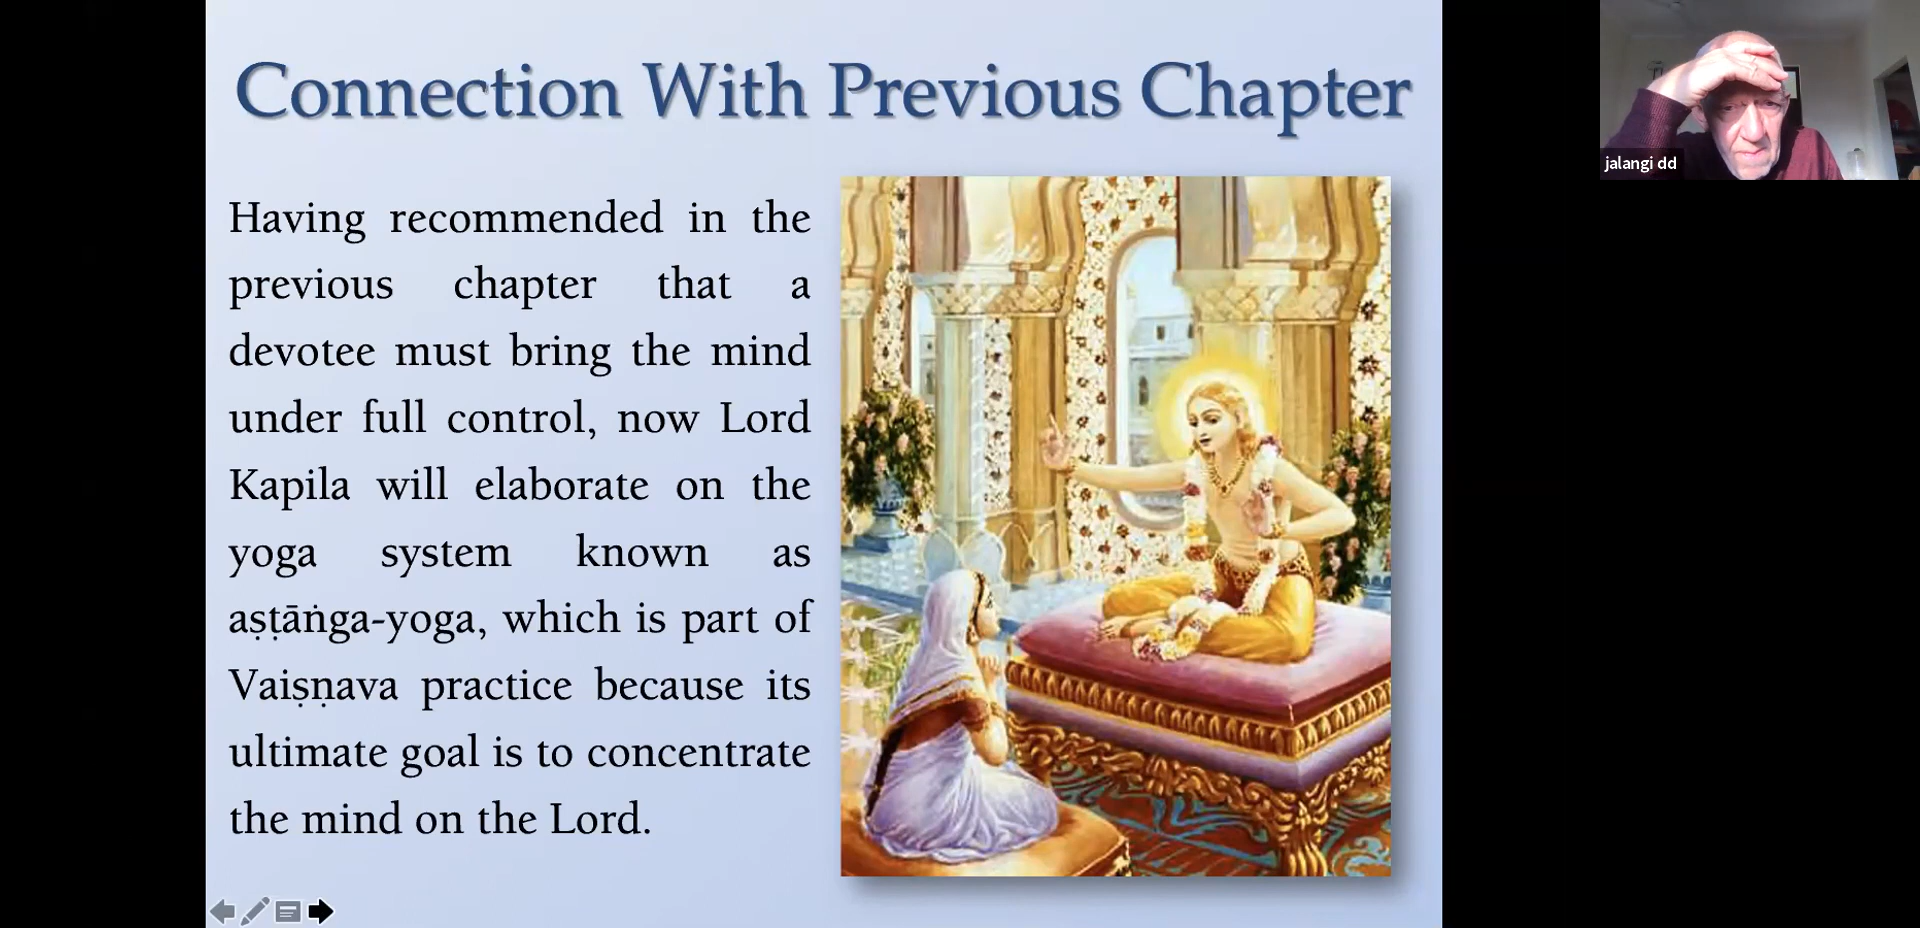 Connection With Previous Chapter
Having recommended in the
previous chapter that a
devotee must bring the mind
under full control, now Lord
Kapila will elaborate on the
yoga system known as
aṣṭāṅga-yoga, which is part of
Vaiṣṇava practice because its
ultimate goal is to concentrate
the mind on the Lord.
jalangi dd